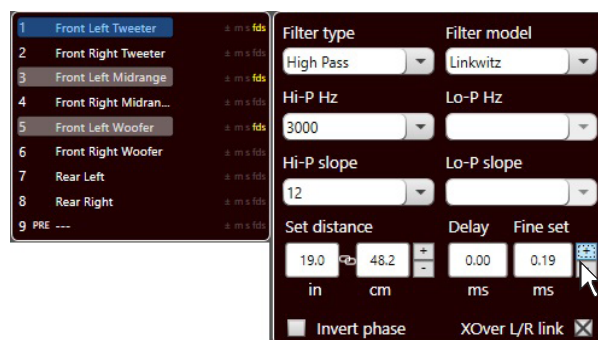 1 Front Left Tweeter ± m s fds
2 Front Right Tweeter ± m s fds
3 Front Left Midrange ± m s fds
4 Front Right Midran... ± m s fds
5 Front Left Woofer ± m s fds
6 Front Right Woofer ± m s fds
7 Rear Left ± m s fds
8 Rear Right ± m s fds
9 PRE --- ± m s fds
Filter type Filter model
High Pass Linkwitz
Hi-P Hz Lo-P Hz
3000
Hi-P slope Lo-P slope
12
Set distance Delay Fine set
19.0 48.2 + - 0.00 0.19 +
in cm ms ms
Invert phase XOver L/R link